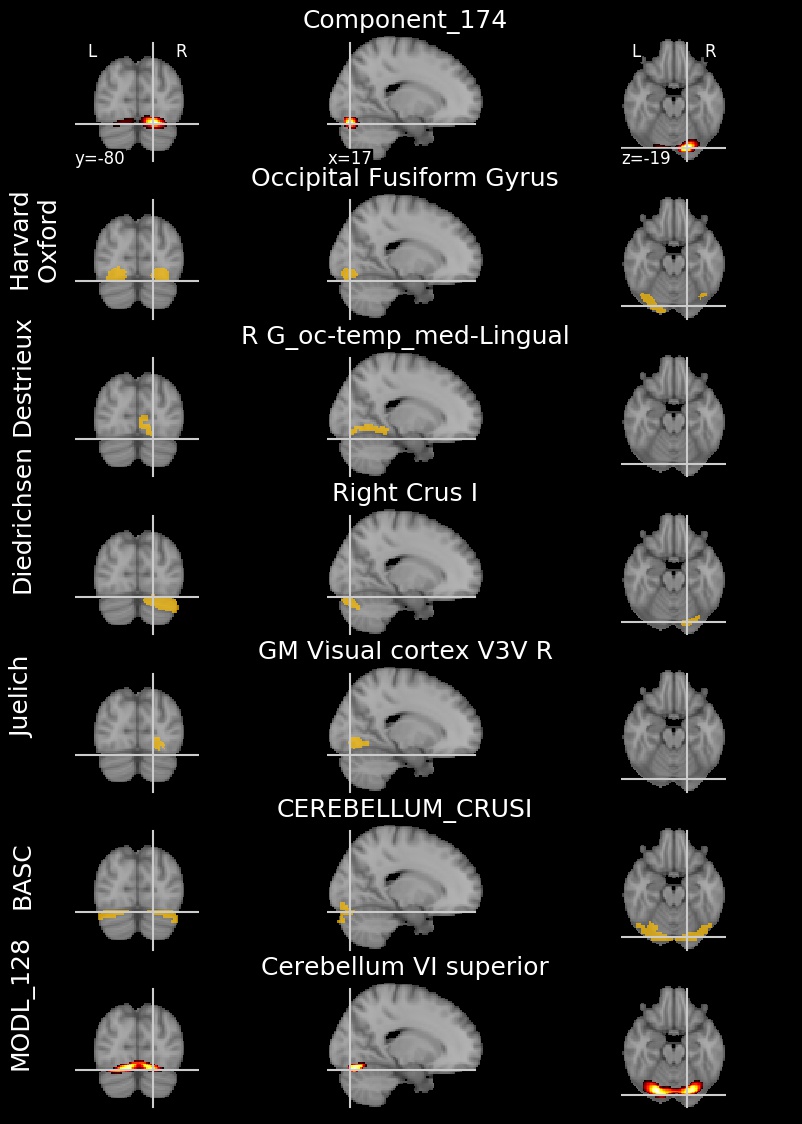 Component_174
L
R
L
R
y=-80
x=17
z=-19
Harvard
Oxford
Occipital Fusiform Gyrus
Destrieux
R G_oc-temp_med-Lingual
Diedrichsen
Right Crus I
Juelich
GM Visual cortex V3V R
BASC
CEREBELLUM_CRUSI
MODL_128
Cerebellum VI superior